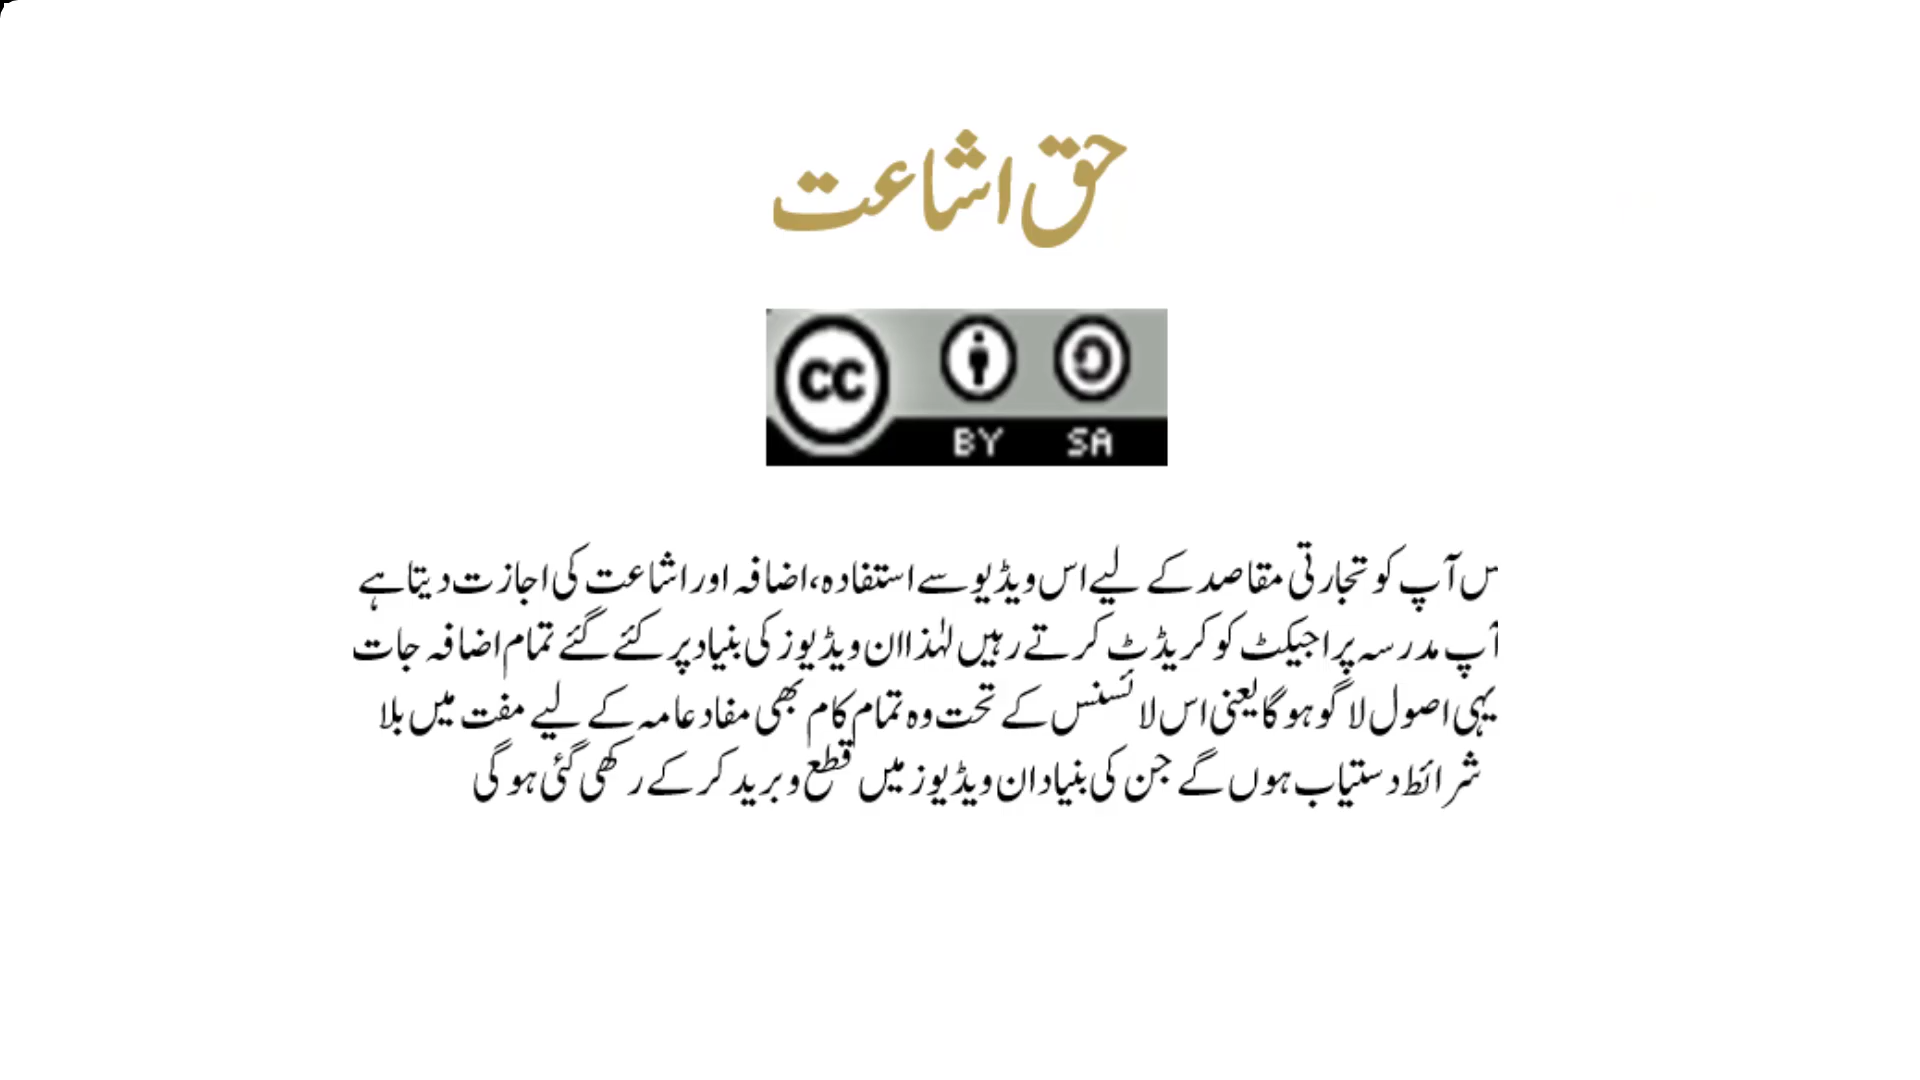 حق اشاعت
cc
BY SA
س آپ کو تجارتی مقاصد کے لیے اس ویڈیو سے استفادہ، اضافہ اور اشاعت کی اجازت دیتا ہے
آپ مدرسہ پراجیکٹ کو کریڈٹ کرتے رہیں لہٰذا ان ویڈیوز کی بنیاد پر کئے گئے تمام اضافہ جات
یہی اصول لاگو ہو گا یعنی اس لائسنس کے تحت وہ تمام کام بھی مفاد عامہ کے لیے مفت میں بلا
شرائط دستیاب ہوں گے جن کی بنیاد ان ویڈیوز میں قطع و برید کر کے رکھی گئی ہو گی